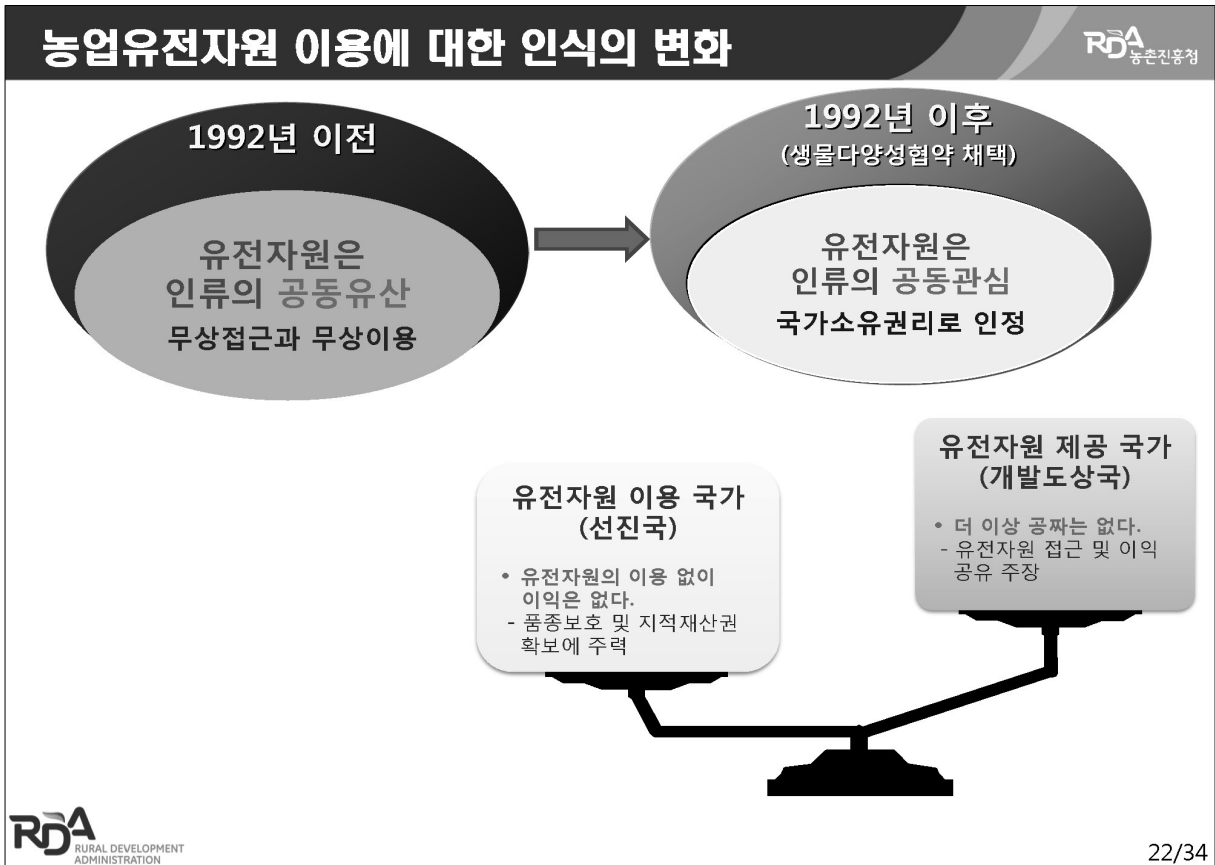 농업유전자원 이용에 대한 인식의 변화
RDA
농촌진흥청
1992년 이전
유전자원은
인류의 공동유산
무상접근과 무상이용
1992년 이후
(생물다양성협약 채택)
유전자원은
인류의 공동관심
국가소유권리로 인정
유전자원 이용 국가
(선진국)
• 유전자원의 이용 없이
이익은 없다.
- 품종보호 및 지적재산권
확보에 주력
유전자원 제공 국가
(개발도상국)
• 더 이상 공짜는 없다.
- 유전자원 접근 및 이익
공유 주장
RDA
RURAL DEVELOPMENT
ADMINISTRATION
22/34